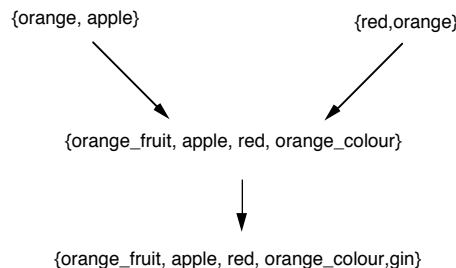 {orange, apple}
{red,orange}
{orange_fruit, apple, red, orange_colour}
{orange_fruit, apple, red, orange_colour,gin}